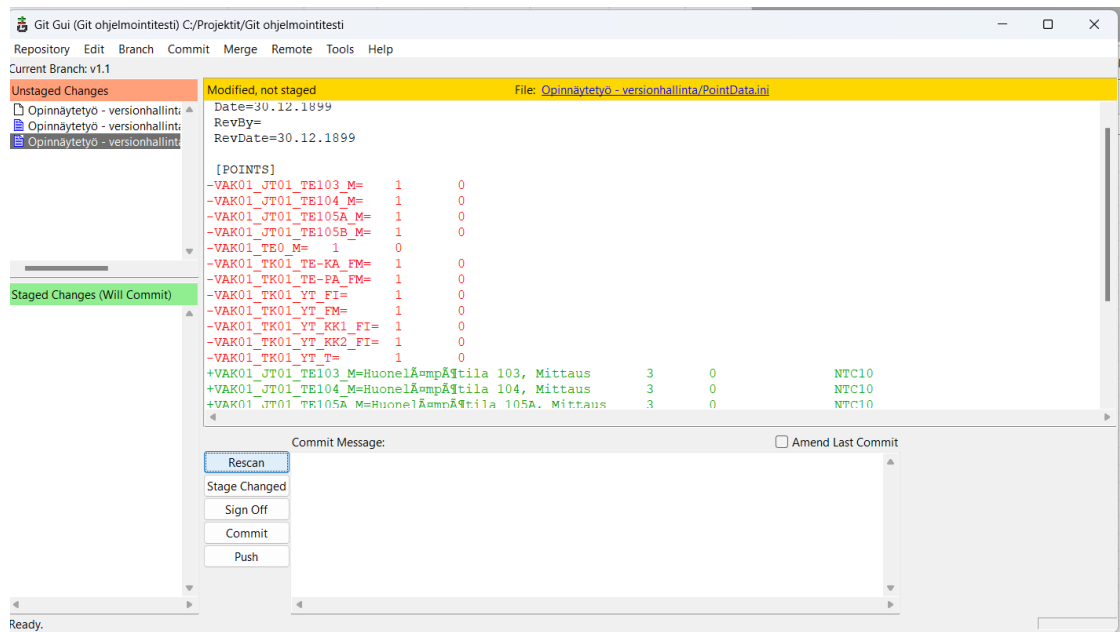 Git Gui (Git ohjelmointitesti) C:/Projektit/Git ohjelmointitesti
Repository Edit Branch Commit Merge Remote Tools Help
Current Branch: v1.1
Unstaged Changes
Opinnäytetyö - versionhallinta
Opinnäytetyö - versionhallinta
Opinnäytetyö - versionhallinta
Staged Changes (Will Commit)
Modified, not staged File: Opinnäytetyö - versionhallinta/PointData.ini
Date=30.12.1899
RevBy=
RevDate=30.12.1899
[POINTS]
-VAK01_JT01_TE103_M= 1 0
-VAK01_JT01_TE104_M= 1 0
-VAK01_JT01_TE105A_M= 1 0
-VAK01_JT01_TE105B_M= 1 0
-VAK01_TE0_M= 1 0
-VAK01_TK01_TE-KA_FM= 1 0
-VAK01_TK01_TE-PA_FM= 1 0
-VAK01_TK01_YT_FI= 1 0
-VAK01_TK01_YT_FM= 1 0
-VAK01_TK01_YT_KK1_FI= 1 0
-VAK01_TK01_YT_KK2_FI= 1 0
-VAK01_TK01_YT_T= 1 0
+VAK01_JT01_TE103_M=HuonelÃ¤mpÃ¶tila 103, Mittaus 3 0 NTC10
+VAK01_JT01_TE104_M=HuonelÃ¤mpÃ¶tila 104, Mittaus 3 0 NTC10
+VAK01_JT01_TE105A_M=HuonelÃ¤mpÃ¶tila 105A, Mittaus 3 0 NTC10
Commit Message: Amend Last Commit
Rescan
Stage Changed
Sign Off
Commit
Push
Ready.